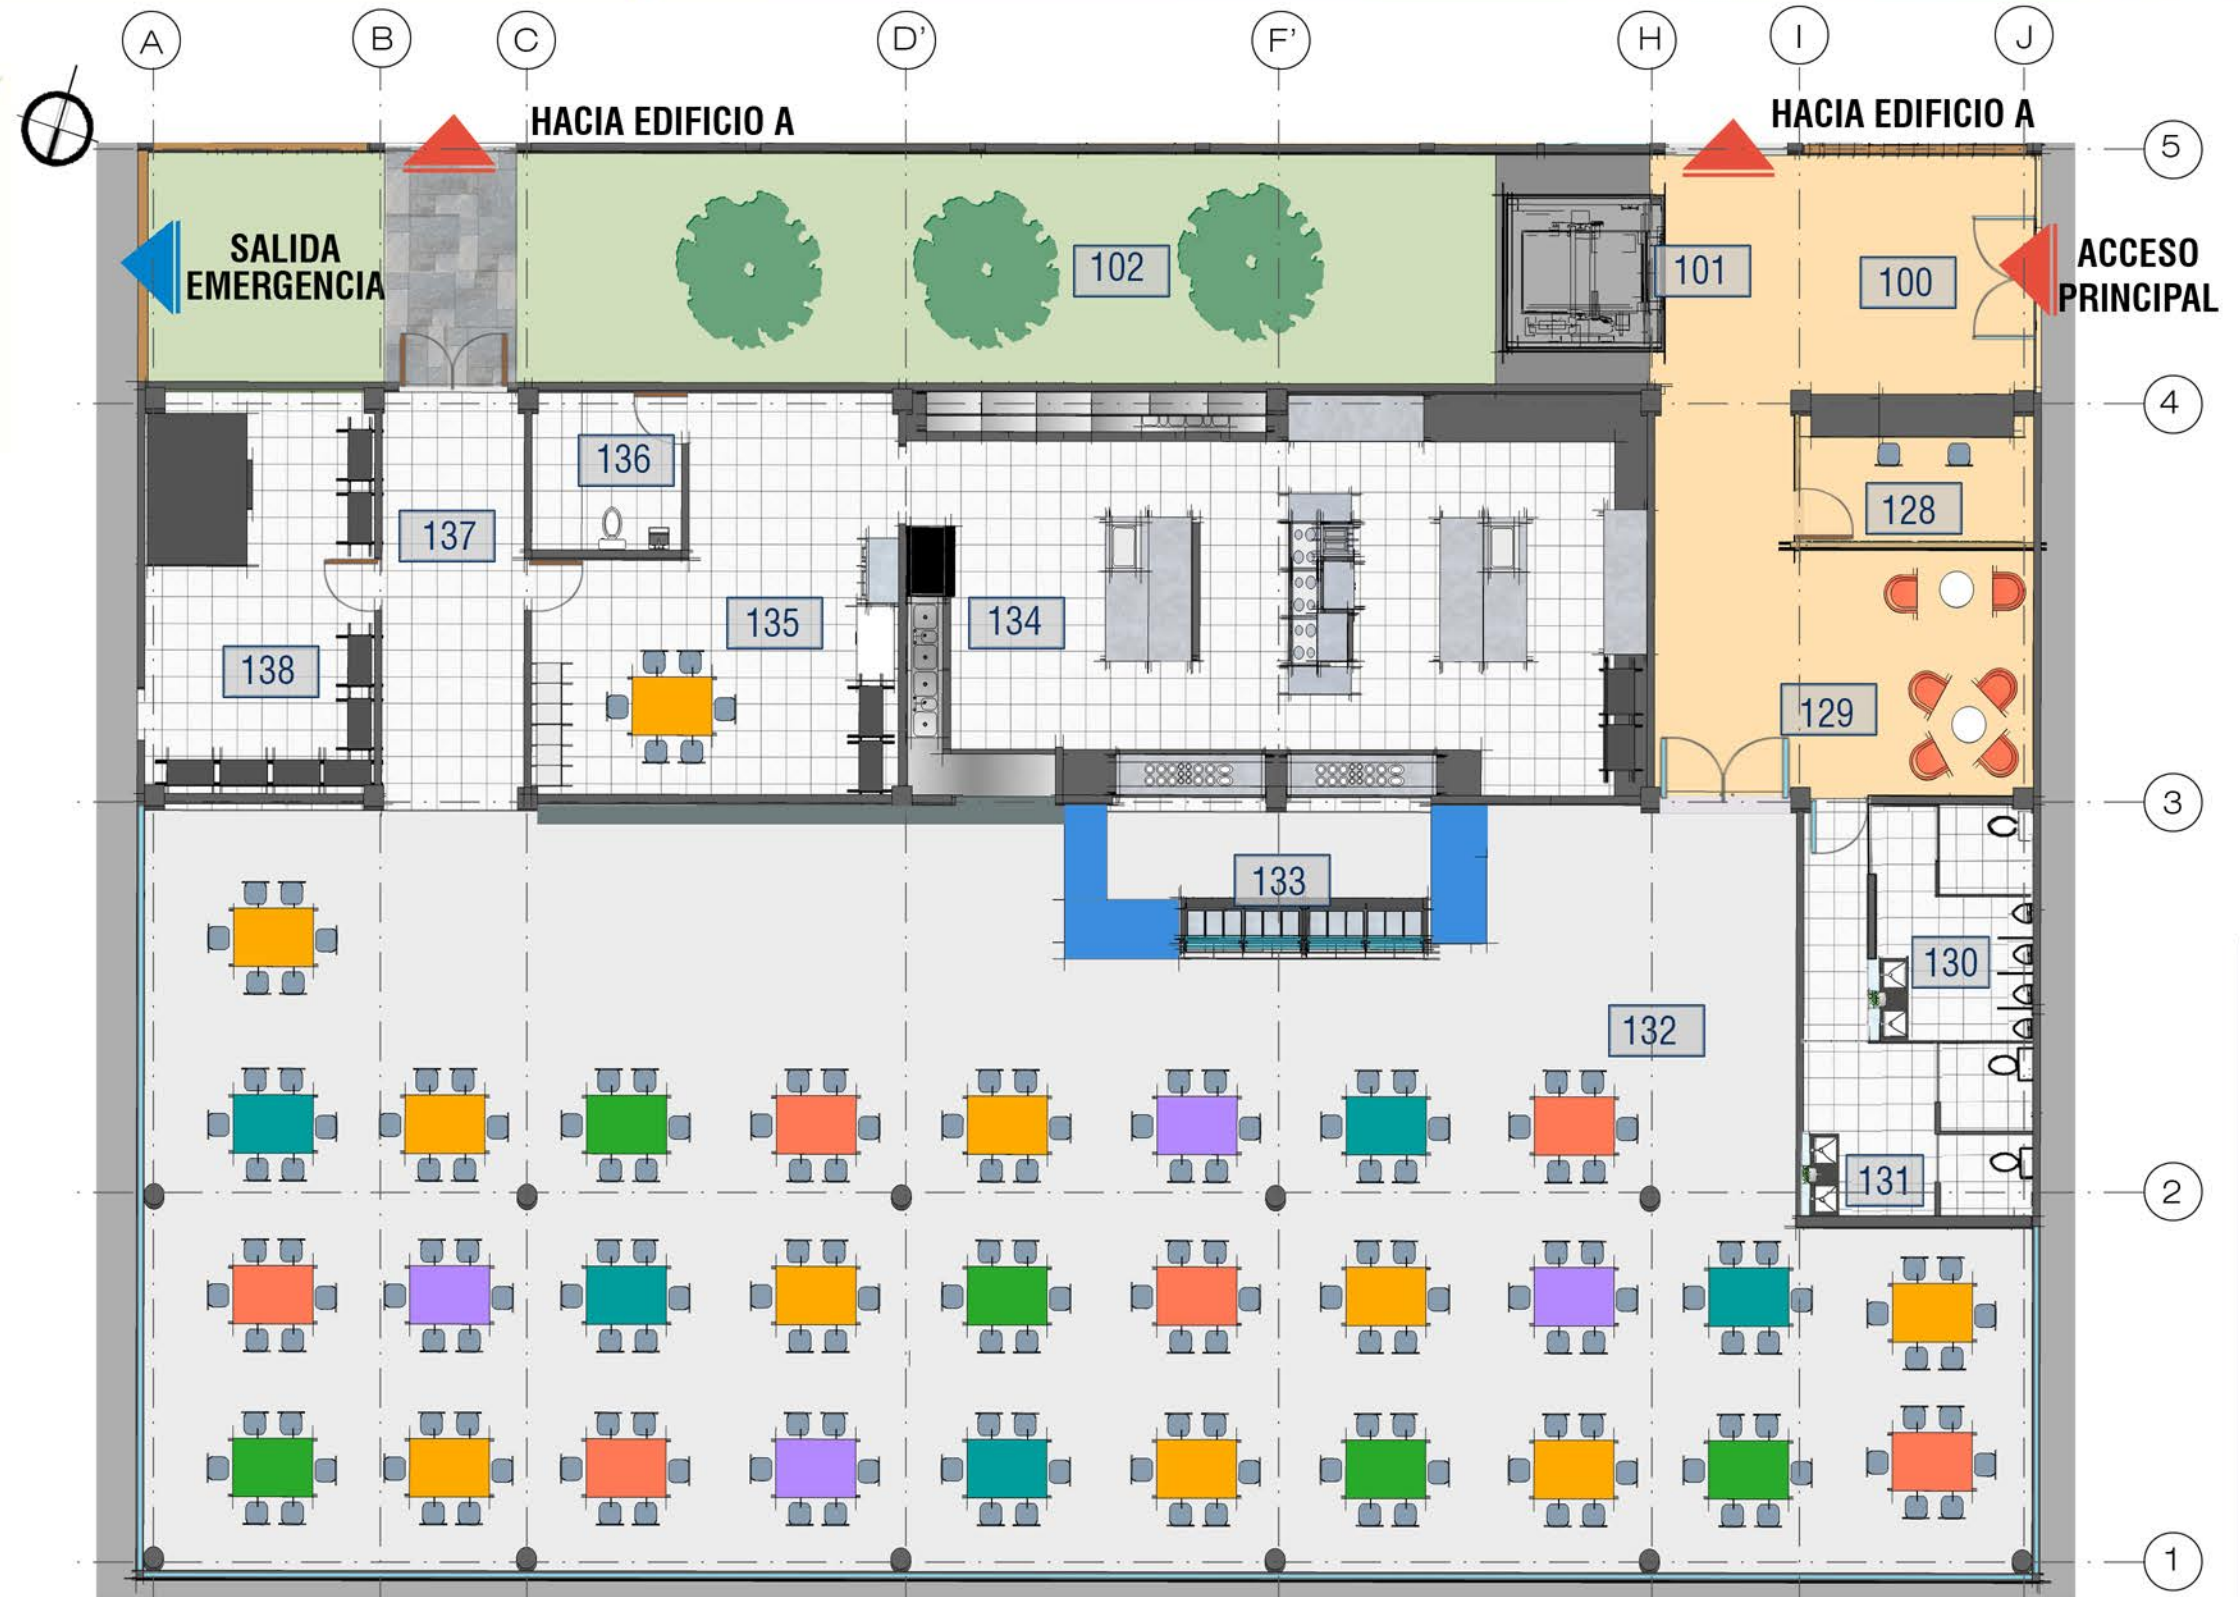 A
B
C
D'
F'
H
I
J
HACIA EDIFICIO A
HACIA EDIFICIO A
5
SALIDA
EMERGENCIA
102
101
100
ACCESO
PRINCIPAL
4
136
137
128
135
134
138
129
3
133
130
132
131
2
1